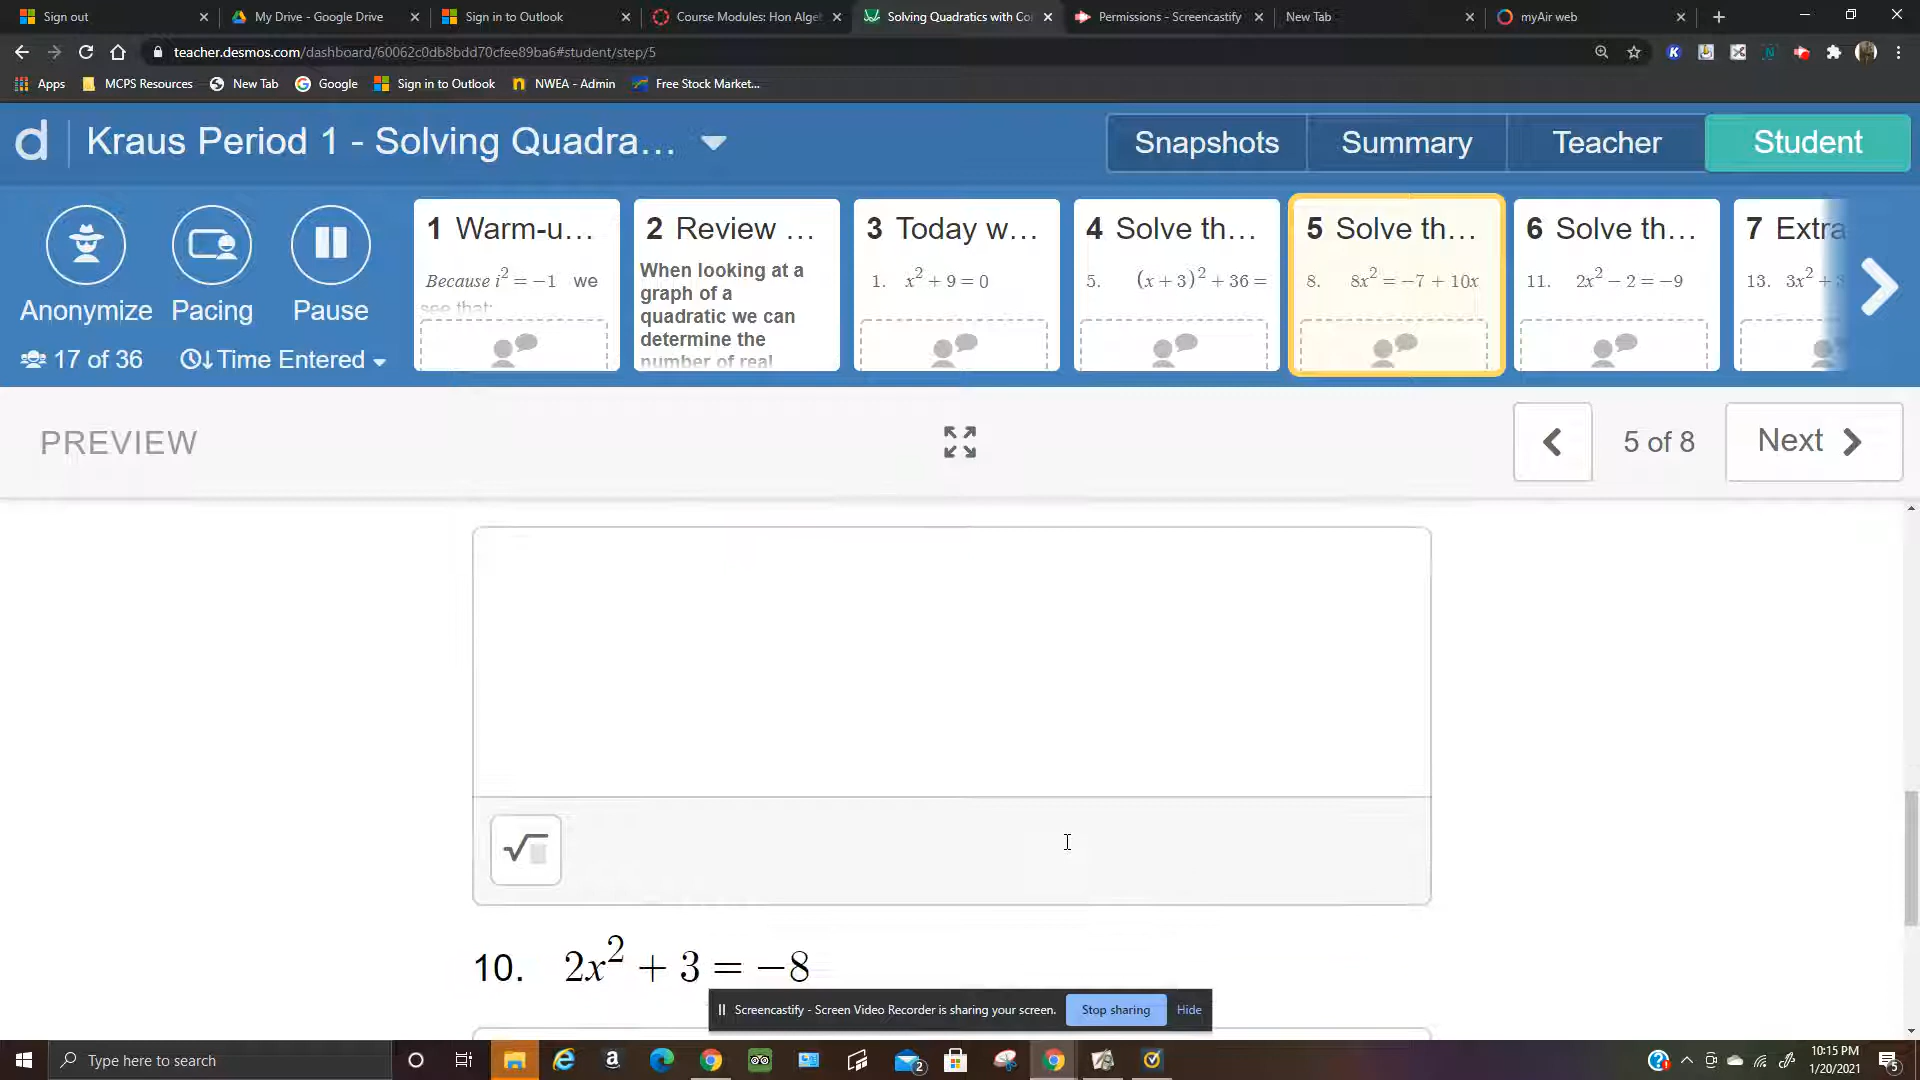 Sign out
My Drive - Google Drive
Sign in to Outlook
Course Modules: Hon Alge
Solving Quadratics with Co
Permissions - Screencastify
New Tab
myAir web
teacher.desmos.com/dashboard/60062c0db8bdd70cfee89ba6#student/step/5
Apps
MCPS Resources
New Tab
Google
Sign in to Outlook
NWEA - Admin
Free Stock Market...
d
Kraus Period 1 - Solving Quadra...
Snapshots
Summary
Teacher
Student
Anonymize
Pacing
Pause
17 of 36
Time Entered
1 Warm-u...
Because i² = −1 we
see that:
2 Review ...
When looking at a
graph of a
quadratic we can
determine the
number of real
3 Today w...
1. x² + 9 = 0
4 Solve th...
5. (x + 3)² + 36 =
5 Solve th...
8. 8x² = −7 + 10x
6 Solve th...
11. 2x² − 2 = −9
7 Extra
13. 3x² + 3
PREVIEW
5 of 8
Next
√
10. 2x² + 3 = −8
Screencastify - Screen Video Recorder is sharing your screen.
Stop sharing
Hide
Type here to search
2
10:15 PM
1/20/2021
5